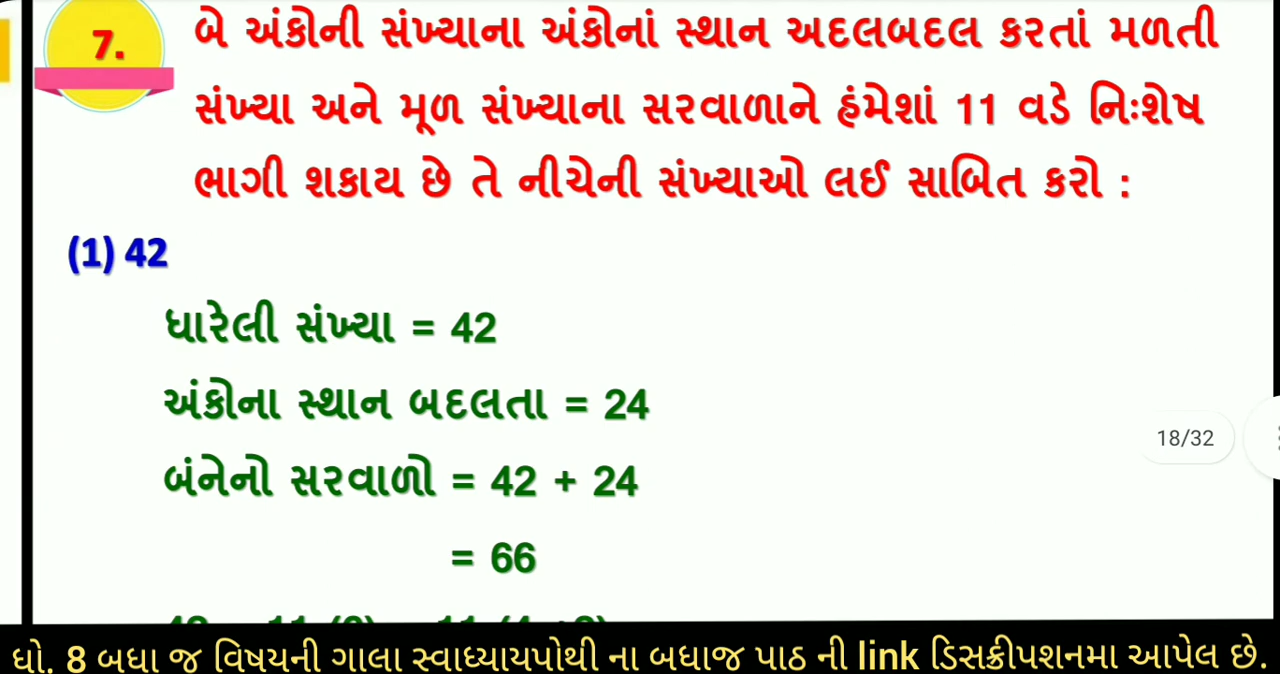 7.
બે અંકોની સંખ્યાના અંકોનાં સ્થાન અદલબદલ કરતાં મળતી
સંખ્યા અને મૂળ સંખ્યાના સરવાળાને હંમેશાં 11 વડે નિઃશેષ
ભાગી શકાય છે તે નીચેની સંખ્યાઓ લઈ સાબિત કરો :
(1) 42
ધારેલી સંખ્યા = 42
અંકોના સ્થાન બદલતા = 24
બંનેનો સરવાળો = 42 + 24
= 66
18/32
ધો. 8 બધા જ વિષયની ગાલા સ્વાધ્યાયપોથી ના બધાજ પાઠ ની link ડિસક્રીપશનમા આપેલ છે.